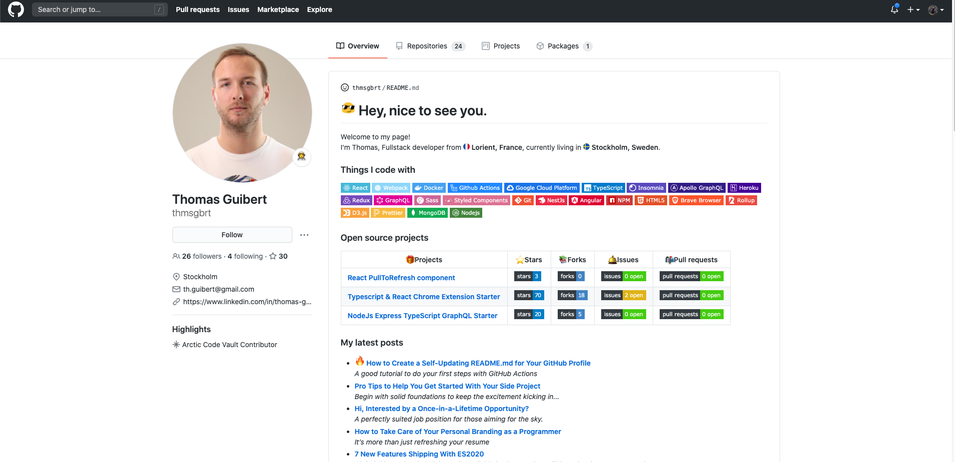 Search or jump to... /
Pull requests Issues Marketplace Explore
Overview Repositories 24 Projects Packages 1
Thomas Guibert
thmsgbrt
Follow ...
26 followers · 4 following · 30
Stockholm
th.guibert@gmail.com
https://www.linkedin.com/in/thomas-g...
Highlights
Arctic Code Vault Contributor
thmsgbrt/README.md
Hey, nice to see you.
Welcome to my page!
I'm Thomas, Fullstack developer from Lorient, France, currently living in Stockholm, Sweden.
Things I code with
React Webpack Docker Github Actions Google Cloud Platform TypeScript Insomnia Apollo GraphQL Heroku
Redux GraphQL Sass Styled Components Git NestJs Angular NPM HTML5 Brave Browser Rollup
D3.js Prettier MongoDB Nodejs
Open source projects
Projects Stars Forks Issues Pull requests
React PullToRefresh component stars 3 forks 0 issues 0 open pull requests 0 open
Typescript & React Chrome Extension Starter stars 70 forks 18 issues 2 open pull requests 0 open
NodeJs Express TypeScript GraphQL Starter stars 20 forks 5 issues 0 open pull requests 0 open
My latest posts
How to Create a Self-Updating README.md for Your GitHub Profile
A good tutorial to do your first steps with GitHub Actions
Pro Tips to Help You Get Started With Your Side Project
Begin with solid foundations to keep the excitement kicking in...
Hi, Interested by a Once-in-a-Lifetime Opportunity?
A perfectly suited job position for those aiming for the sky.
How to Take Care of Your Personal Branding as a Programmer
It's more than just refreshing your resume
7 New Features Shipping With ES2020